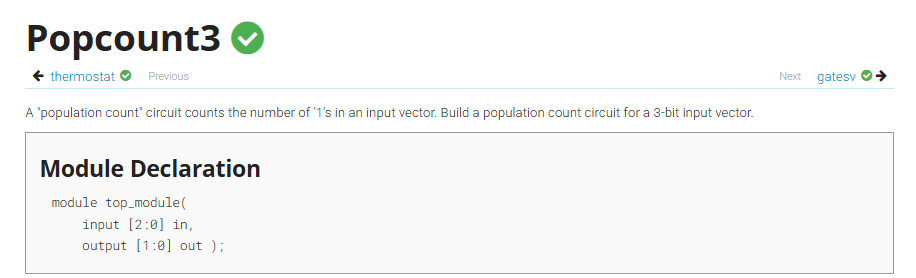 Popcount3
thermostat Previous Next gatesv
A "population count" circuit counts the number of '1's in an input vector. Build a population count circuit for a 3-bit input vector.
Module Declaration
module top_module(
    input [2:0] in,
    output [1:0] out );